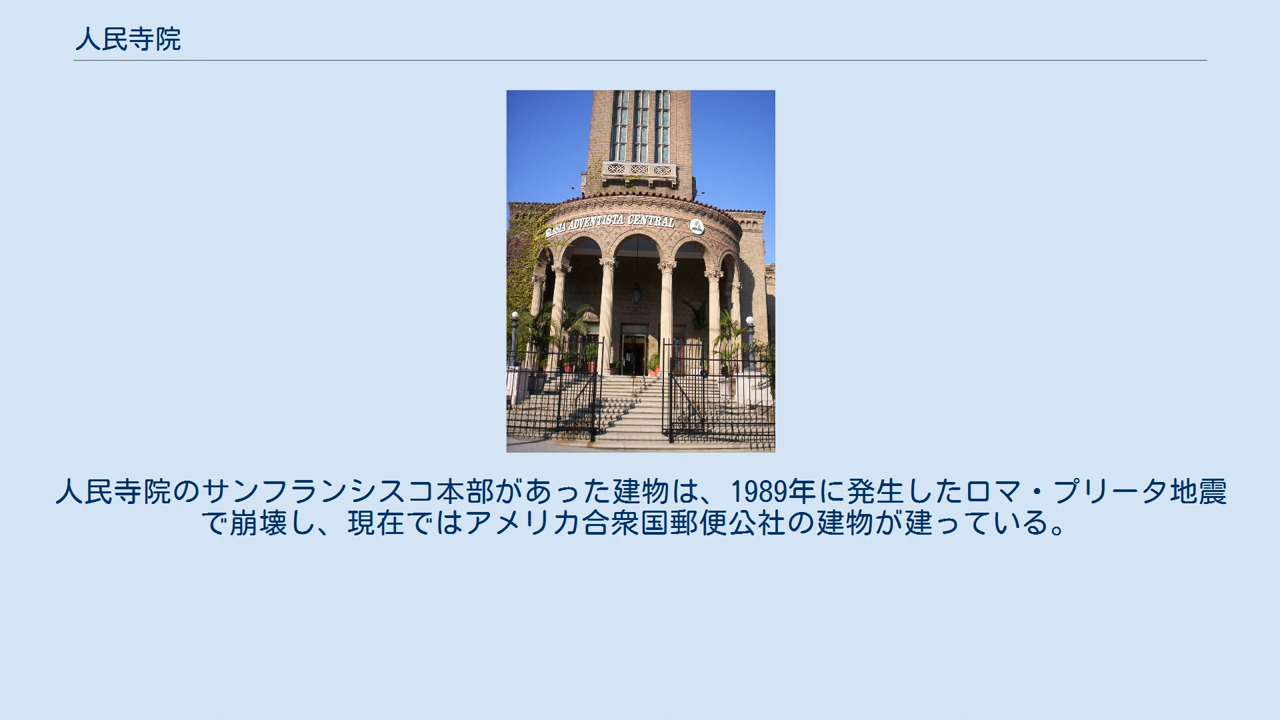 人民寺院
ADVENTISTA CENTRAL
人民寺院のサンフランシスコ本部があった建物は、1989年に発生したロマ・プリータ地震
で崩壊し、現在ではアメリカ合衆国郵便公社の建物が建っている。